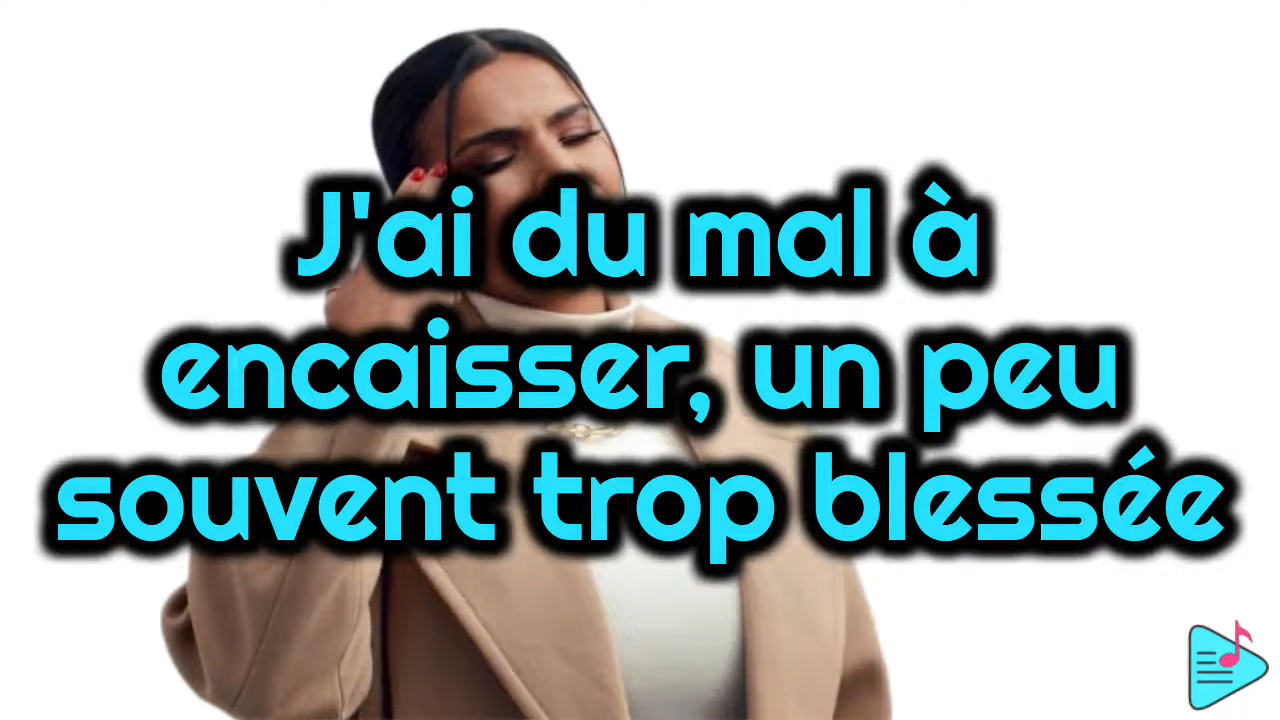 J'ai du mal à
encaisser, un peu
souvent trop blessée